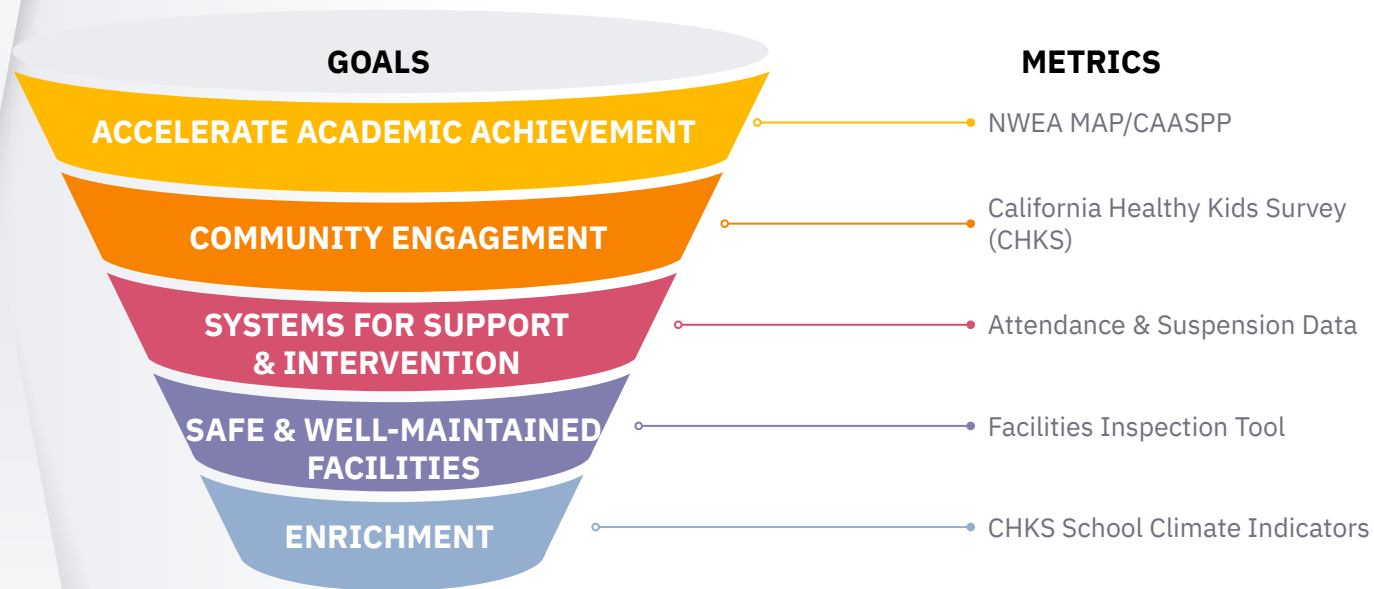 GOALS
METRICS
ACCELERATE ACADEMIC ACHIEVEMENT
NWEA MAP/CAASPP
COMMUNITY ENGAGEMENT
California Healthy Kids Survey
(CHKS)
SYSTEMS FOR SUPPORT
& INTERVENTION
Attendance & Suspension Data
SAFE & WELL-MAINTAINED
FACILITIES
Facilities Inspection Tool
ENRICHMENT
CHKS School Climate Indicators